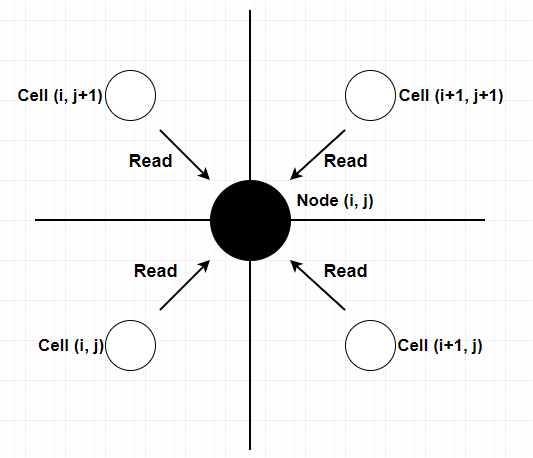 Cell (i, j+1)
Cell (i+1, j+1)
Read
Read
Node (i, j)
Read
Read
Cell (i, j)
Cell (i+1, j)